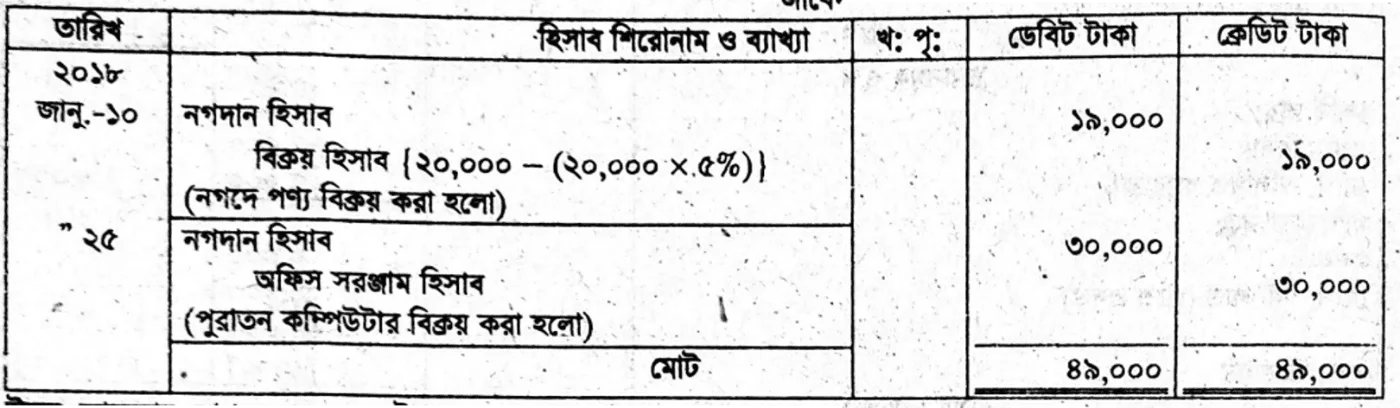 তারিখ হিসাব শিরোনাম ও ব্যাখ্যা খ: পৃ: ডেবিট টাকা ক্রেডিট টাকা
২০১৮
জানু.-১০ নগদান হিসাব ১৯,০০০
বিক্রয় হিসাব {২০,০০০ – (২০,০০০ × ৫%)} ১৯,০০০
(নগদে পণ্য বিক্রয় করা হলো)
” ২৫ নগদান হিসাব ৩০,০০০
অফিস সরঞ্জাম হিসাব ৩০,০০০
(পুরাতন কম্পিউটার বিক্রয় করা হলো)
মোট ৪৯,০০০ ৪৯,০০০